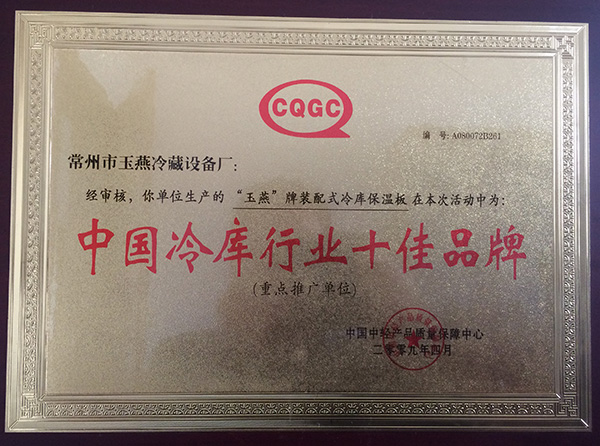 CQGC
编 号: A080072B261
常州市玉燕冷藏设备厂:
经审核, 你单位生产的 “玉燕” 牌装配式冷库保温板 在本次活动中为:
中国冷库行业十佳品牌
(重点推广单位)
中国中轻产品质量保障中心
二零零九年四月